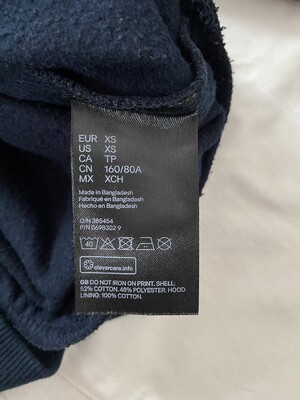 EUR XS
US XS
CA TP
CN 160/80A
MX XCH
Made in Bangladesh
Fabriqué en Bangladesh
Hecho en Bangladesh
O/N 385454
P/N 0698302 9
40
clevercare.info
GB DO NOT IRON ON PRINT. SHELL:
52% COTTON. 48% POLYESTER. HOOD
LINING: 100% COTTON.